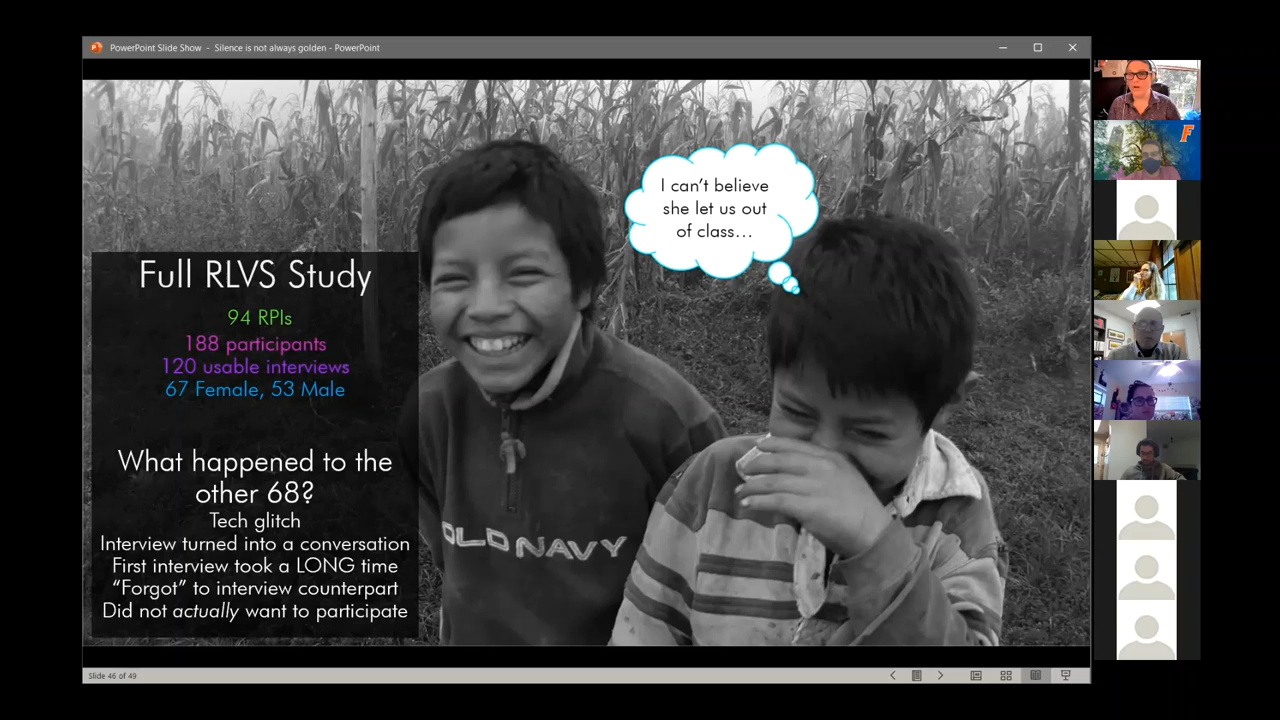 PowerPoint Slide Show - Silence is not always golden - PowerPoint
I can't believe
she let us out
of class...
Full RLVS Study
94 RPIs
188 participants
120 usable interviews
67 Female, 53 Male
What happened to the
other 68?
Tech glitch
Interview turned into a conversation
First interview took a LONG time
“Forgot” to interview counterpart
Did not actually want to participate
OLD NAVY
F
Slide 46 of 49